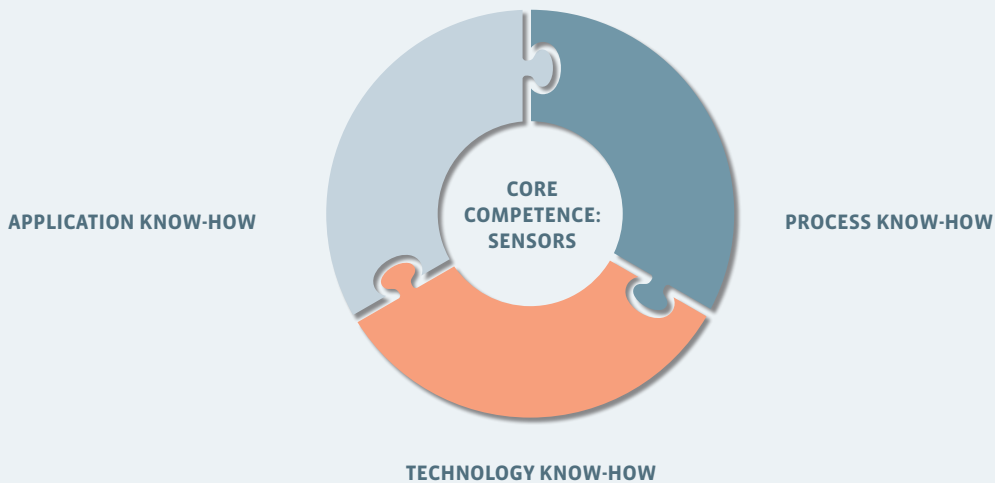 CORE
COMPETENCE:
SENSORS
APPLICATION KNOW-HOW
PROCESS KNOW-HOW
TECHNOLOGY KNOW-HOW